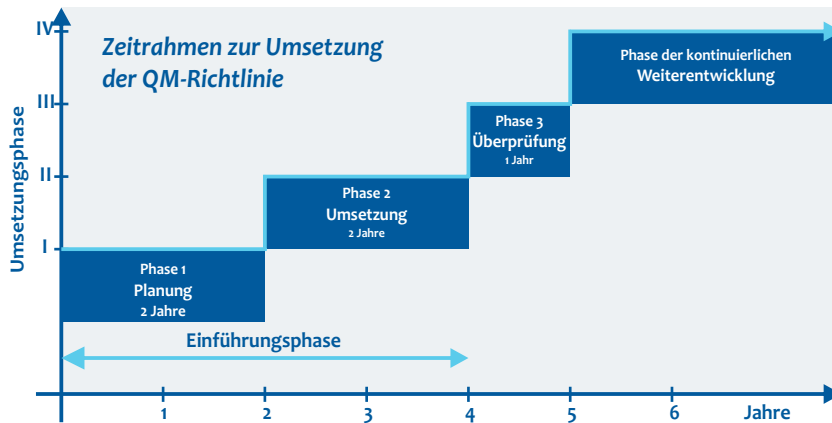 Zeitrahmen zur Umsetzung
der QM-Richtlinie
Umsetzungsphase
IV
III
II
I
Phase der kontinuierlichen
Weiterentwicklung
Phase 3
Überprüfung
1 Jahr
Phase 2
Umsetzung
2 Jahre
Phase 1
Planung
2 Jahre
Einführungsphase
1 2 3 4 5 6 Jahre